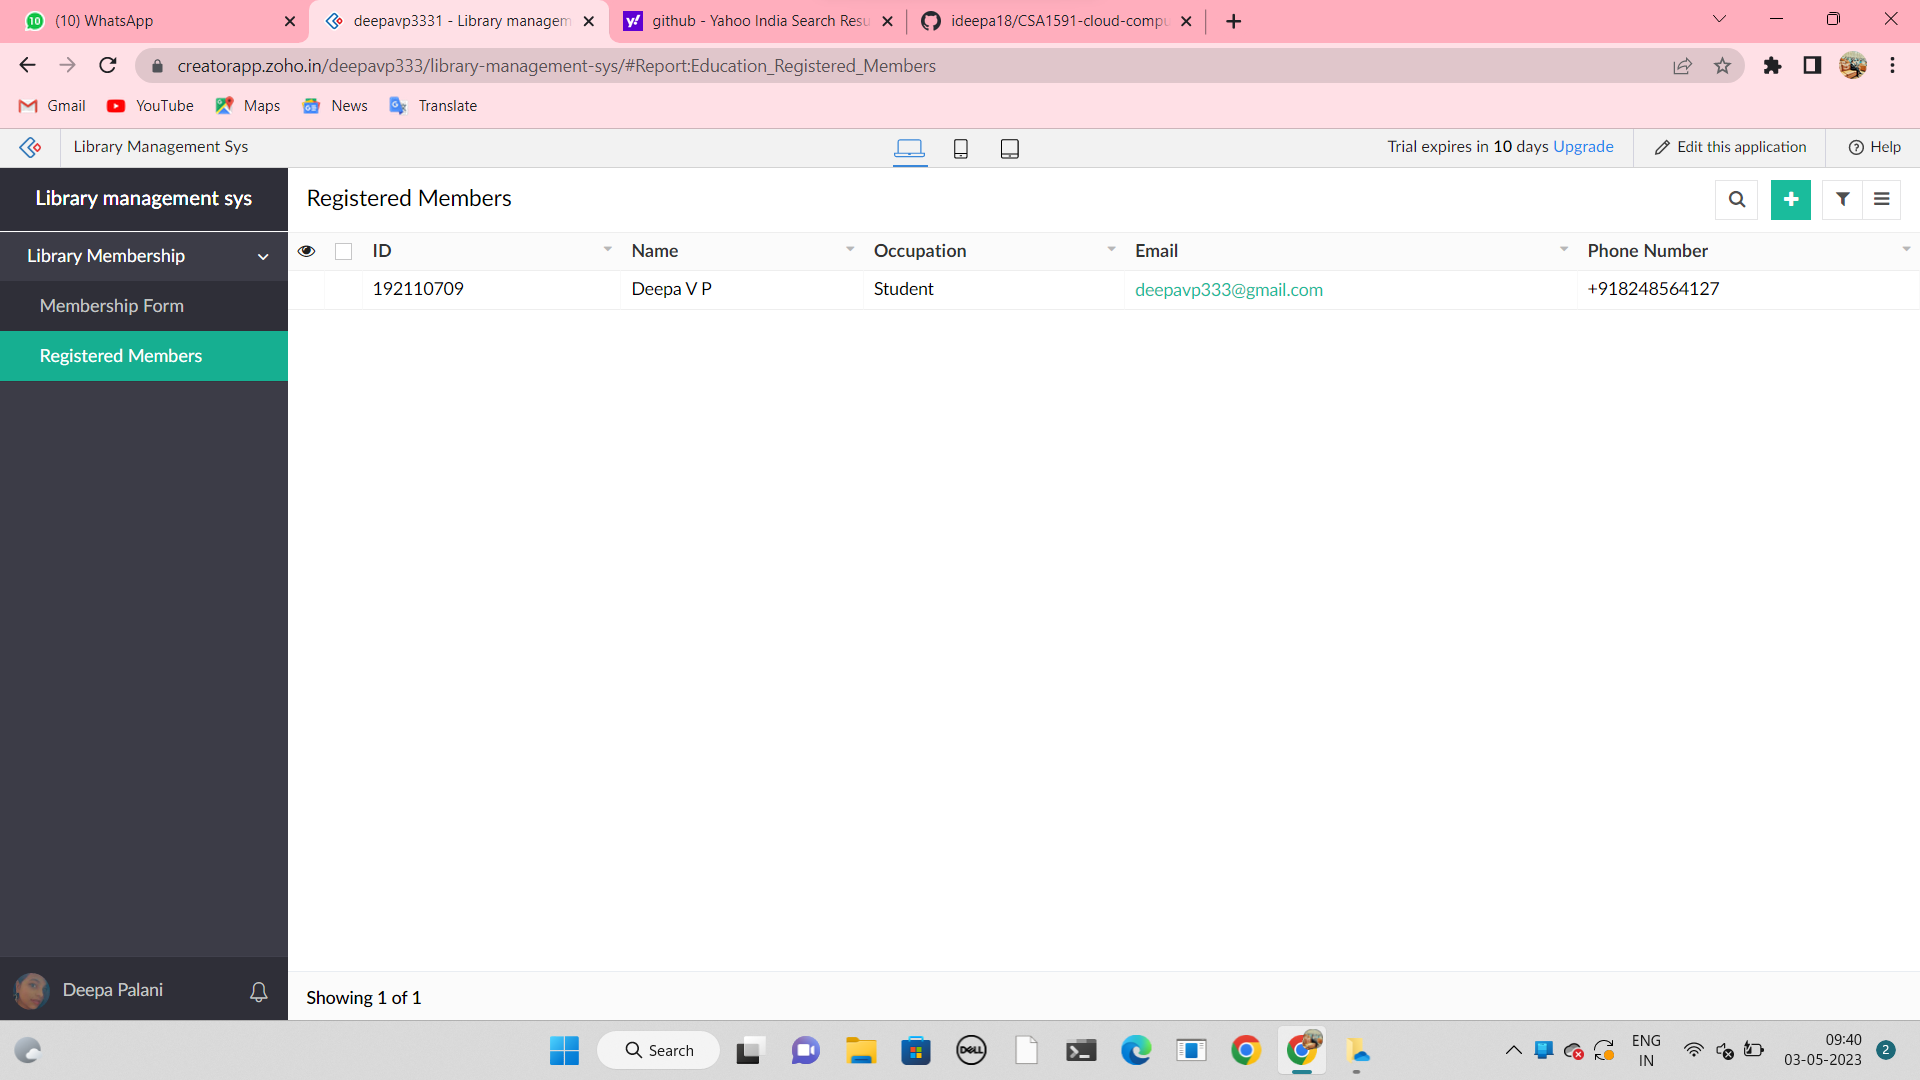 10 (10) WhatsApp
deepavp3331 - Library managem
y! github - Yahoo India Search Resu
ideepa18/CSA1591-cloud-compu
creatorapp.zoho.in/deepavp333/library-management-sys/#Report:Education_Registered_Members
Gmail YouTube Maps News Translate
Library Management Sys
Trial expires in 10 days Upgrade
Edit this application
Help
Library management sys
Registered Members
Library Membership
ID Name Occupation Email Phone Number
Membership Form
192110709 Deepa V P Student deepavp333@gmail.com +918248564127
Registered Members
Deepa Palani
Showing 1 of 1
Search
DELL
ENG
IN
09:40
03-05-2023
2